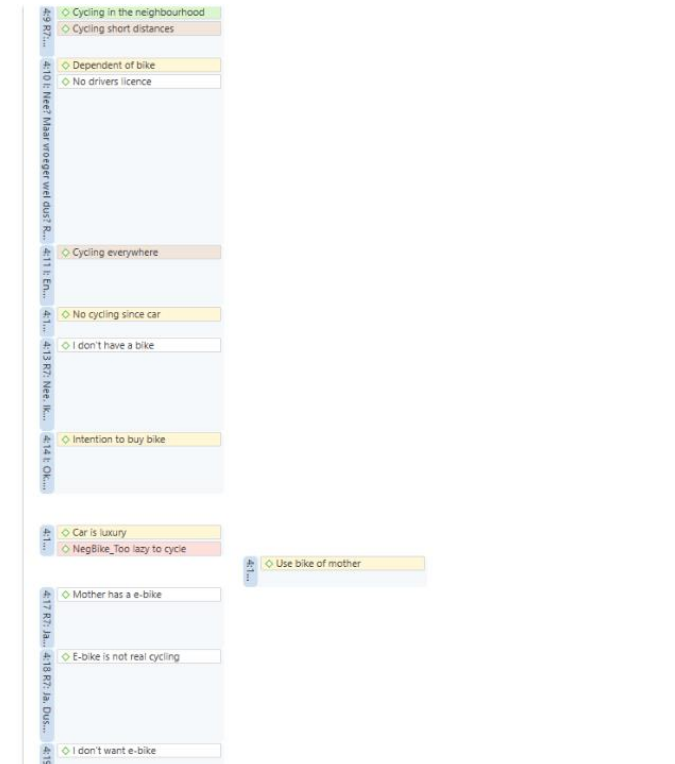 4:9 R7:...
Cycling in the neighbourhood
Cycling short distances
4:10 I: Nee? Maar vroeger wel dus? R...
Dependent of bike
No drivers licence
4:11 I: En...
Cycling everywhere
4:1...
No cycling since car
4:13 R7: Nee. Ik...
I don't have a bike
4:14 I: Ok....
Intention to buy bike
4:1...
Car is luxury
NegBike_Too lazy to cycle
4:1...
Use bike of mother
4:17 R7: Ja...
Mother has a e-bike
4:18 R7: Ja. Dus...
E-bike is not real cycling
4:19
I don't want e-bike